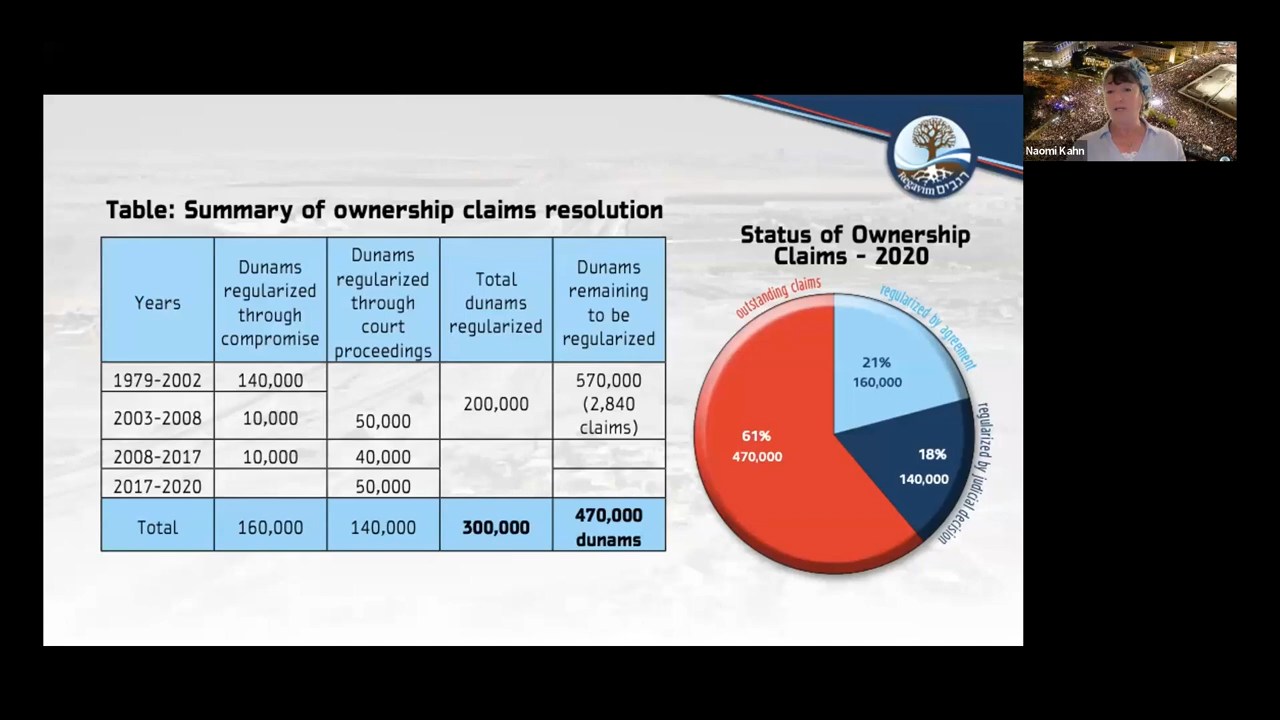 Naomi Kahn
Regavim רגבים
Table: Summary of ownership claims resolution
Years
Dunams
regularized
through
compromise
Dunams
regularized
through
court
proceedings
Total
dunams
regularized
Dunams
remaining
to be
regularized
1979-2002
140,000
2003-2008
10,000
50,000
200,000
570,000
(2,840
claims)
2008-2017
10,000
40,000
2017-2020
50,000
Total
160,000
140,000
300,000
470,000
dunams
Status of Ownership
Claims - 2020
outstanding claims
regularized by agreement
regularized by judicial decision
21%
160,000
18%
140,000
61%
470,000